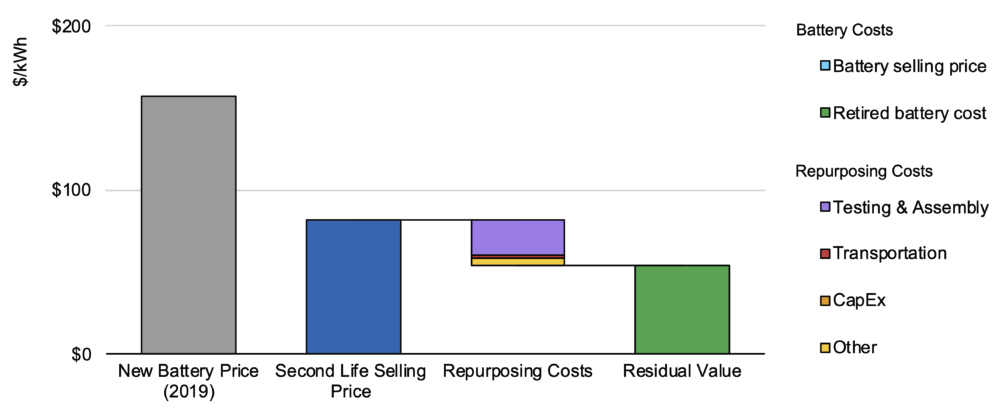 $/kWh
$200
$100
$0
New Battery Price
(2019)
Second Life Selling
Price
Repurposing Costs
Residual Value
Battery Costs
Battery selling price
Retired battery cost
Repurposing Costs
Testing & Assembly
Transportation
CapEx
Other